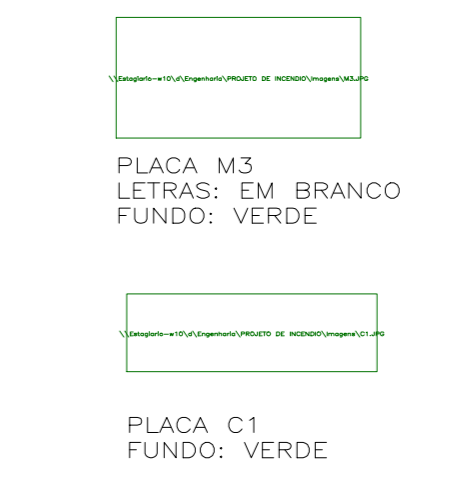 \\Estagiario-w10\d\Engenharia\PROJETO DE INCENDIO\Imagens\M3.JPG
PLACA M3
LETRAS: EM BRANCO
FUNDO: VERDE
\\Estagiario-w10\d\Engenharia\PROJETO DE INCENDIO\Imagens\C1.JPG
PLACA C1
FUNDO: VERDE